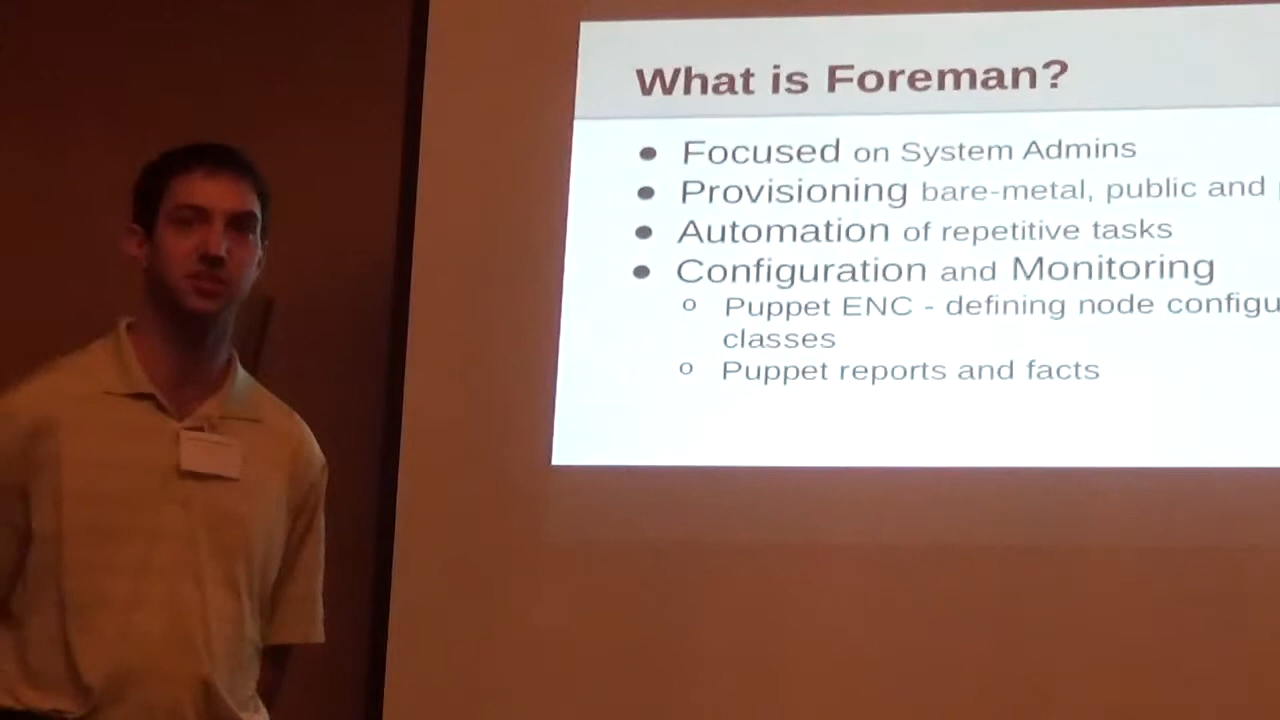 What is Foreman?
● Focused on System Admins
● Provisioning bare-metal, public and
● Automation of repetitive tasks
● Configuration and Monitoring
o Puppet ENC - defining node configu
classes
o Puppet reports and facts